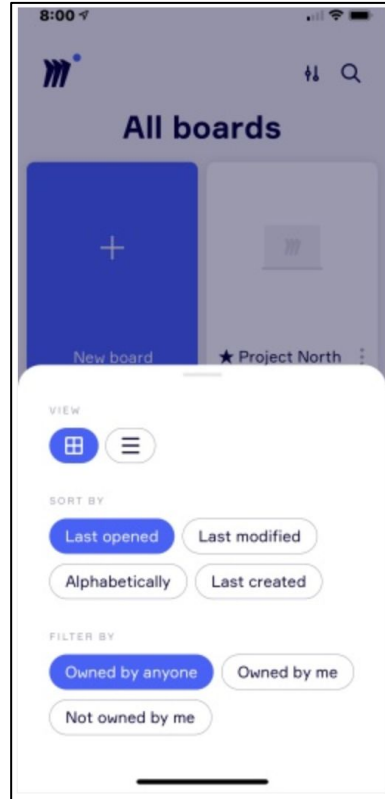 8:00
All boards
New board
★ Project North
VIEW
SORT BY
Last opened
Last modified
Alphabetically
Last created
FILTER BY
Owned by anyone
Owned by me
Not owned by me